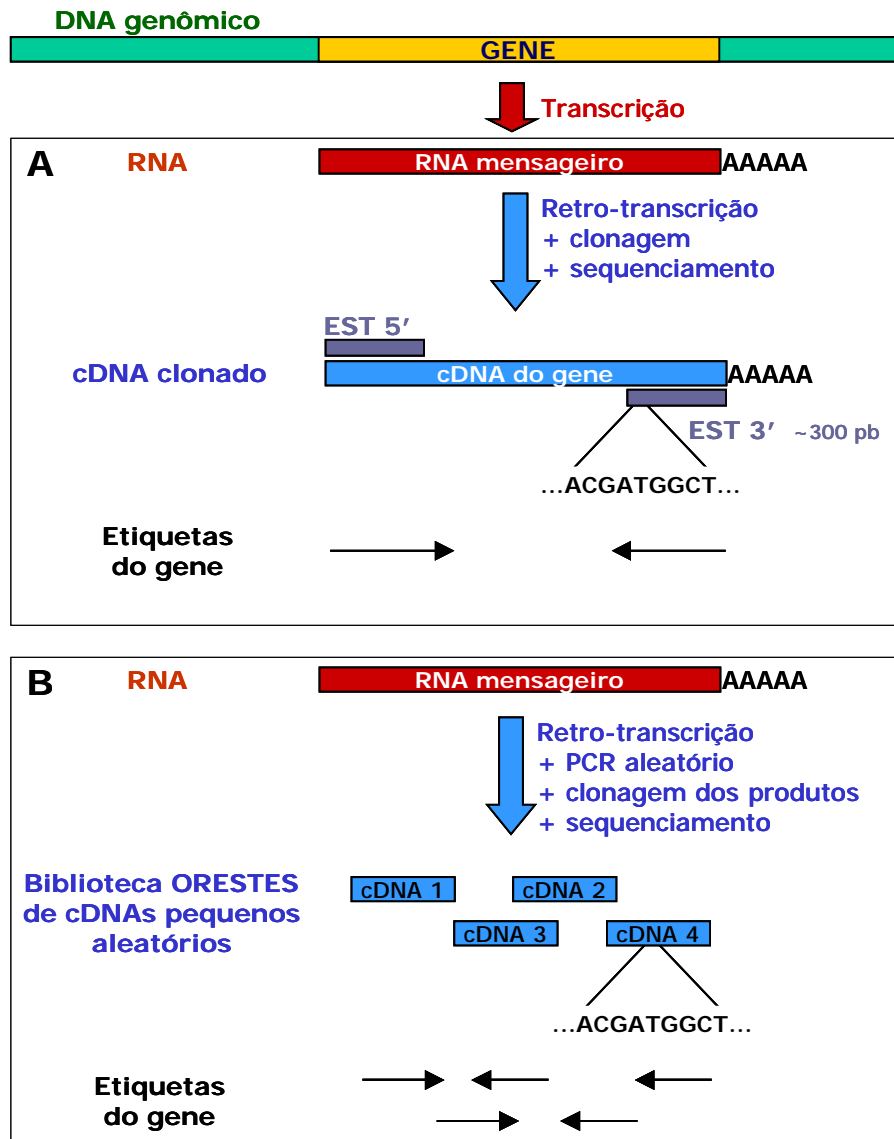 DNA genômico
GENE
Transcrição
A
RNA
RNA mensageiro
AAAAA
Retro-transcrição
+ clonagem
+ sequenciamento
EST 5’
cDNA clonado
cDNA do gene
AAAAA
EST 3’ ~300 pb
...ACGATGGCT...
Etiquetas
do gene
B
RNA
RNA mensageiro
AAAAA
Retro-transcrição
+ PCR aleatório
+ clonagem dos produtos
+ sequenciamento
Biblioteca ORESTES
de cDNAs pequenos
aleatórios
cDNA 1
cDNA 2
cDNA 3
cDNA 4
...ACGATGGCT...
Etiquetas
do gene